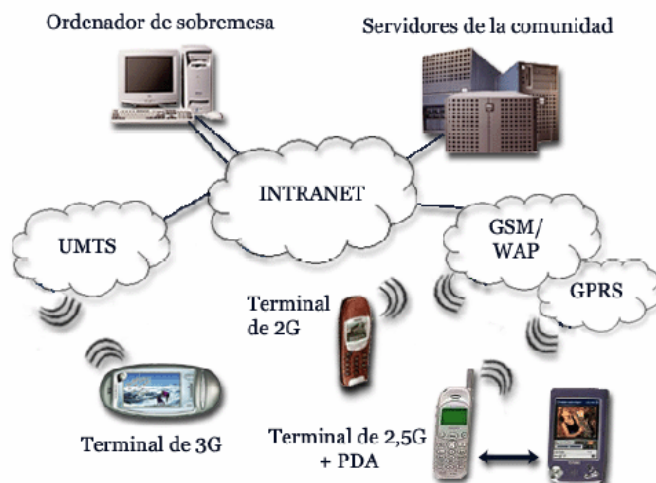 Ordenador de sobremesa
Servidores de la comunidad
INTRANET
UMTS
GSM/
WAP
GPRS
Terminal
de 2G
Terminal de 3G
Terminal de 2,5G
+ PDA